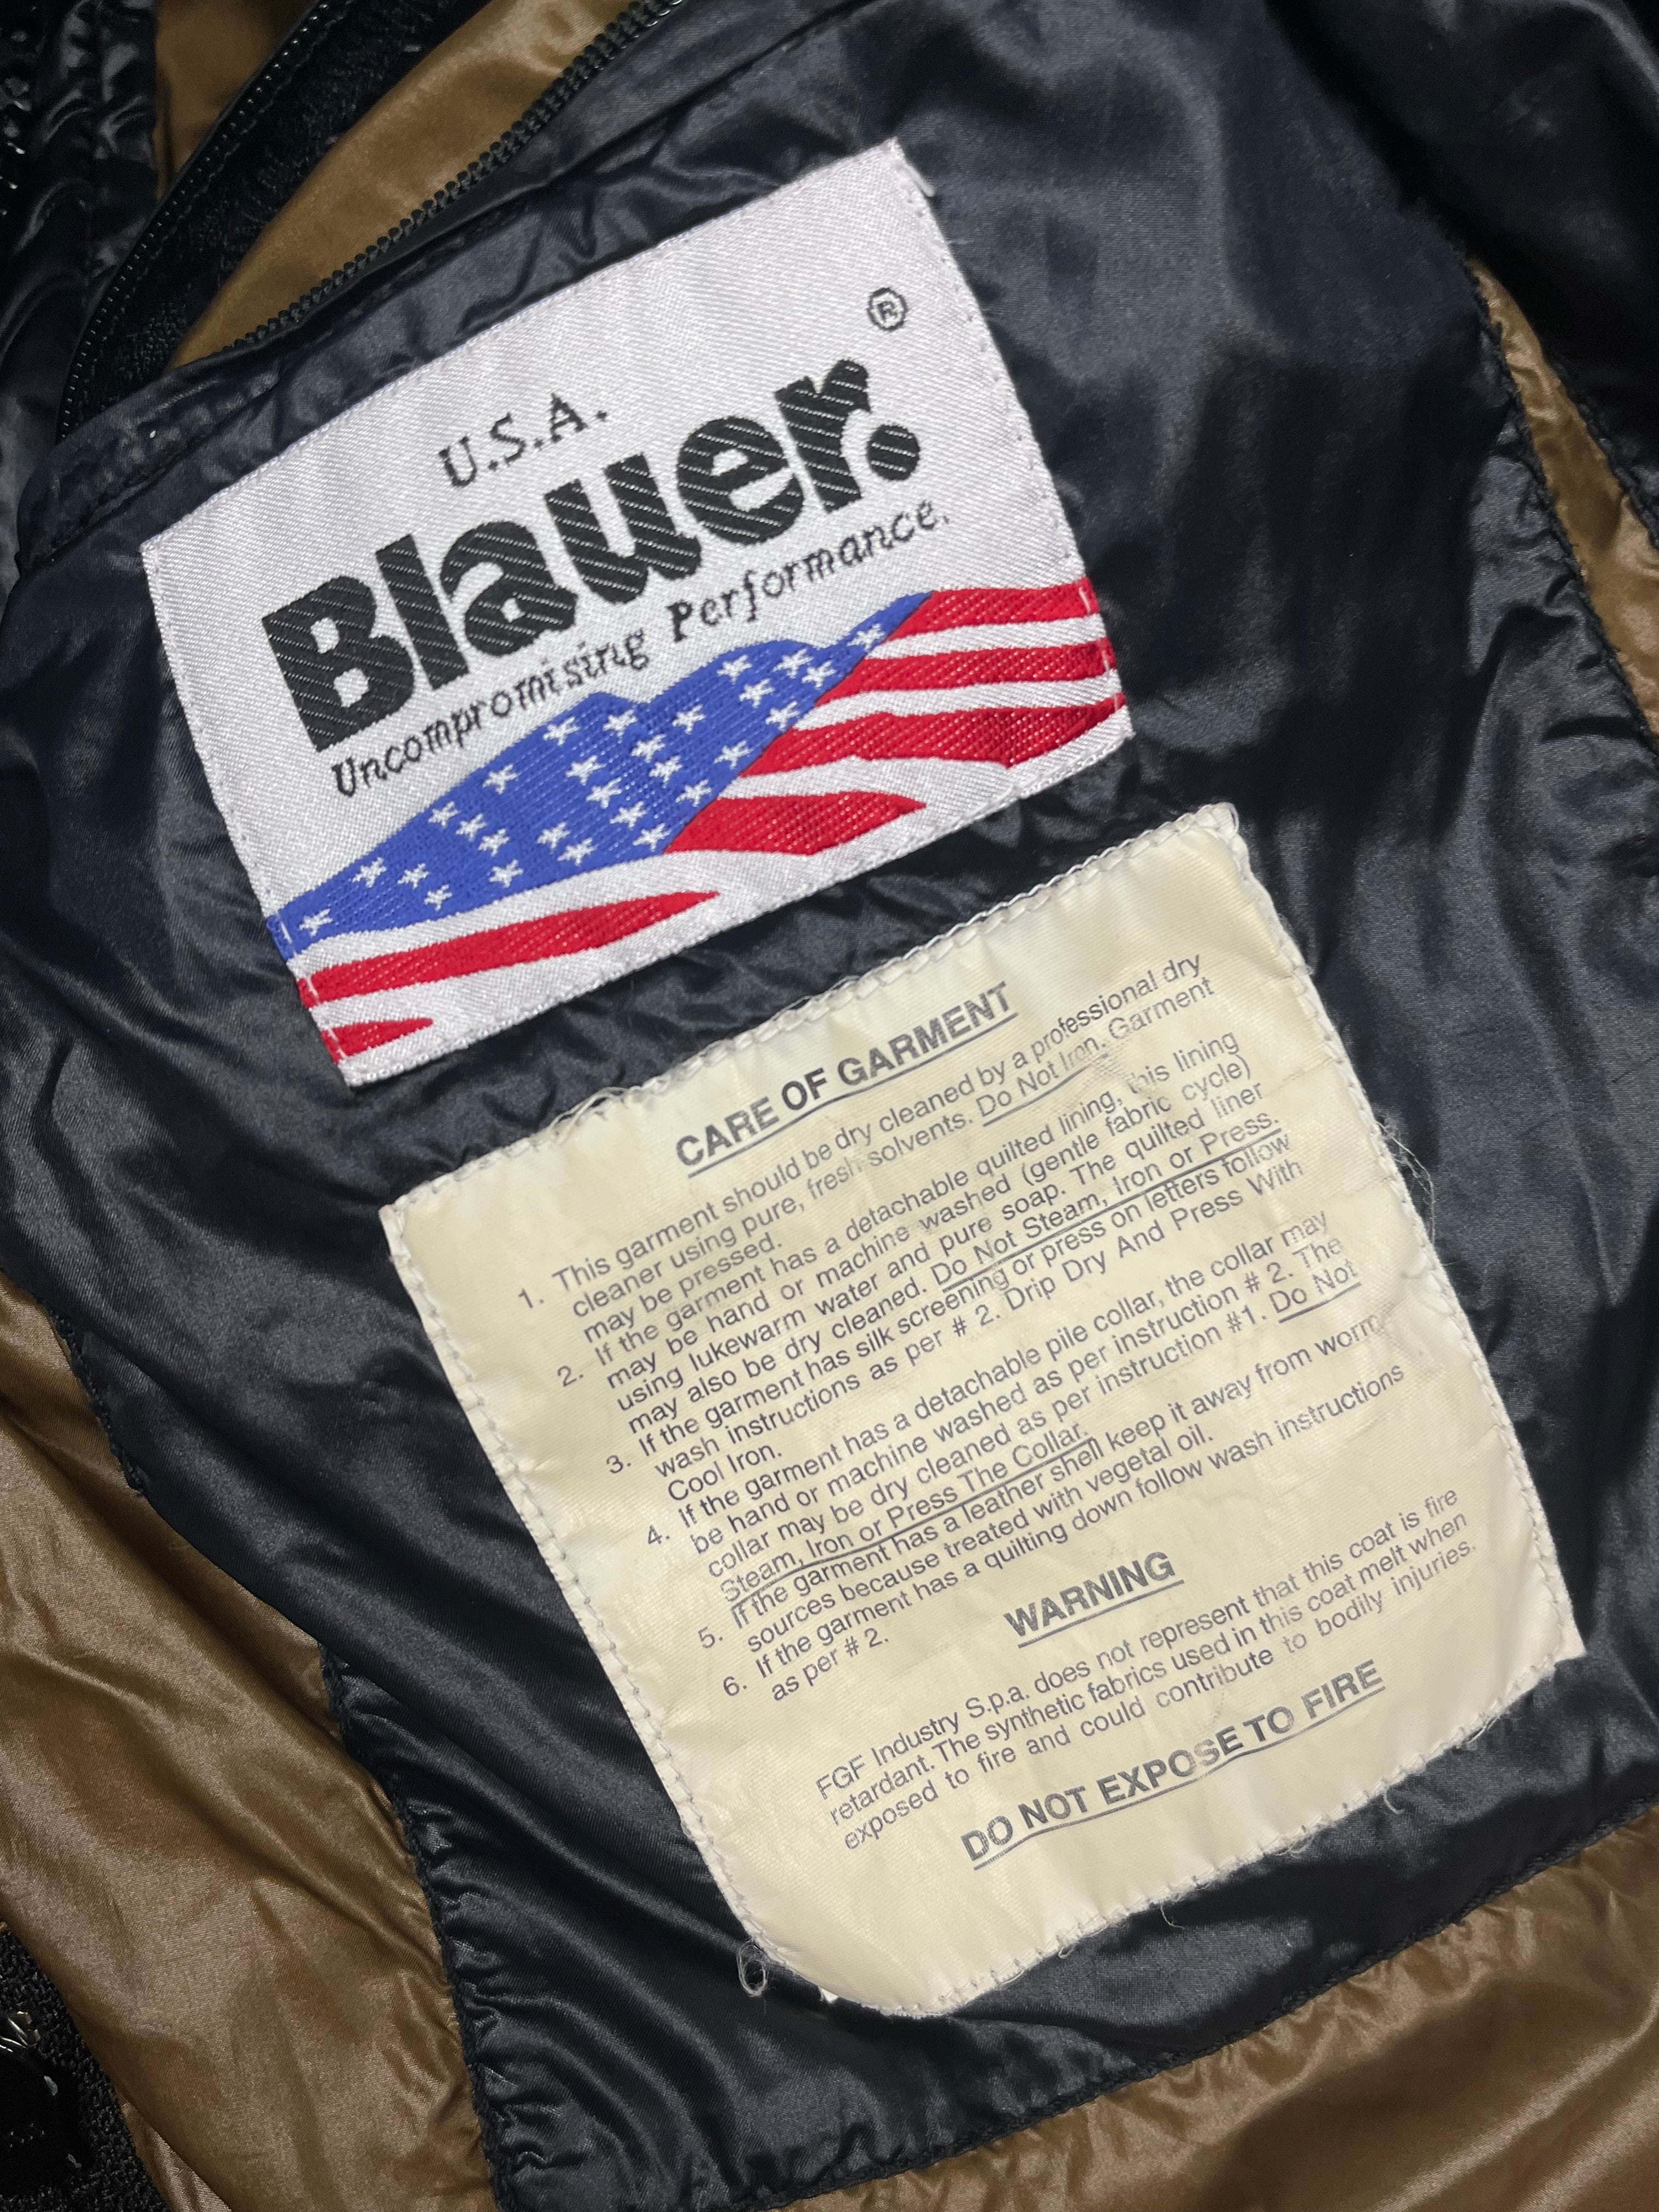 ®
U.S.A.
Blauer.
Uncompromising Performance.
CARE OF GARMENT
1. This garment should be dry cleaned by a professional dry
cleaner using pure, fresh solvents. Do Not Iron. Garment
may be pressed.
2. If the garment has a detachable quilted lining, this lining
may be hand or machine washed (gentle fabric cycle)
using lukewarm water and pure soap. The quilted liner
may also be dry cleaned. Do Not Steam, Iron or Press.
3. If the garment has silk screening or press on letters follow
wash instructions as per # 2. Drip Dry And Press With
Cool Iron.
4. If the garment has a detachable pile collar, the collar may
be hand or machine washed as per instruction # 2. The
collar may be dry cleaned as per instruction #1. Do Not
Steam, Iron or Press The Collar.
5. If the garment has a leather shell keep it away from worm
sources because treated with vegetal oil.
6. If the garment has a quilting down follow wash instructions
as per # 2.
WARNING
FGF Industry S.p.a. does not represent that this coat is fire
retardant. The synthetic fabrics used in this coat melt when
exposed to fire and could contribute to bodily injuries.
DO NOT EXPOSE TO FIRE